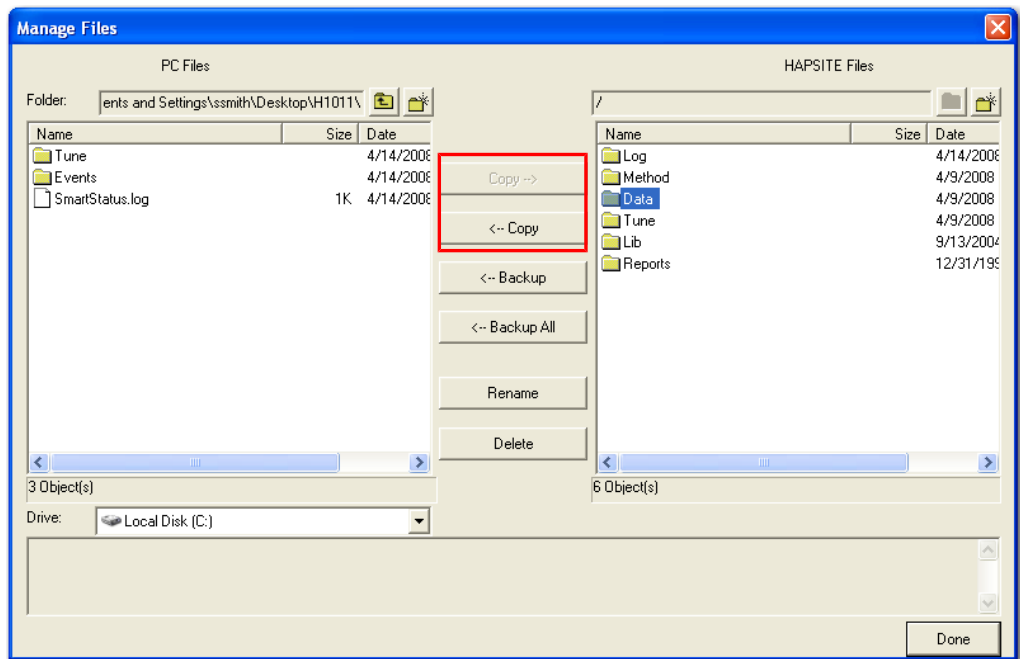 Manage Files
PC Files
HAPSITE Files
Folder: ents and Settings\ssmith\Desktop\H1011\
/
Name Size Date
Tune 4/14/2008
Events 4/14/2008
SmartStatus.log 1K 4/14/2008
3 Object(s)
Drive: Local Disk (C:)
Copy -->
<-- Copy
<-- Backup
<-- Backup All
Rename
Delete
Name Size Date
Log 4/14/2008
Method 4/9/2008
Data 4/9/2008
Tune 4/9/2008
Lib 9/13/2004
Reports 12/31/199
6 Object(s)
Done